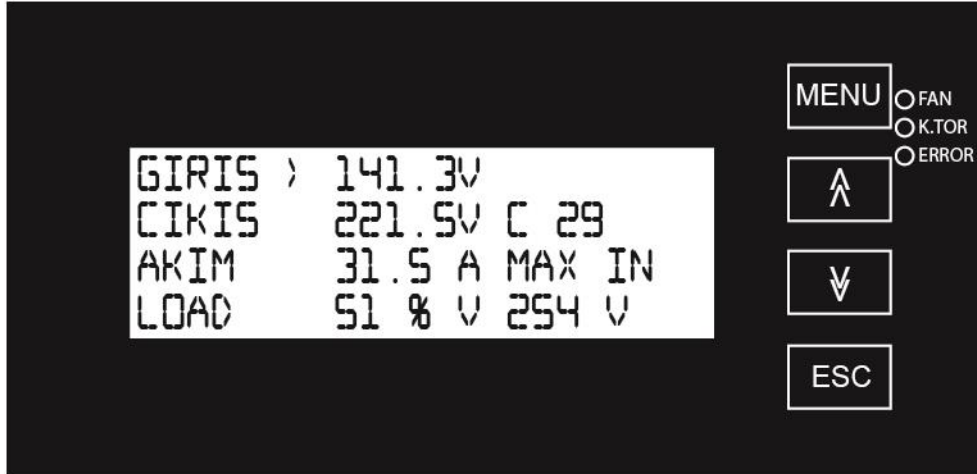 GIRIS > 141.3V
CIKIS 221.5V C 29
AKIM 31.5 A MAX IN
LOAD 51 % V 254 V
MENU
FAN
K.TOR
ERROR
ESC